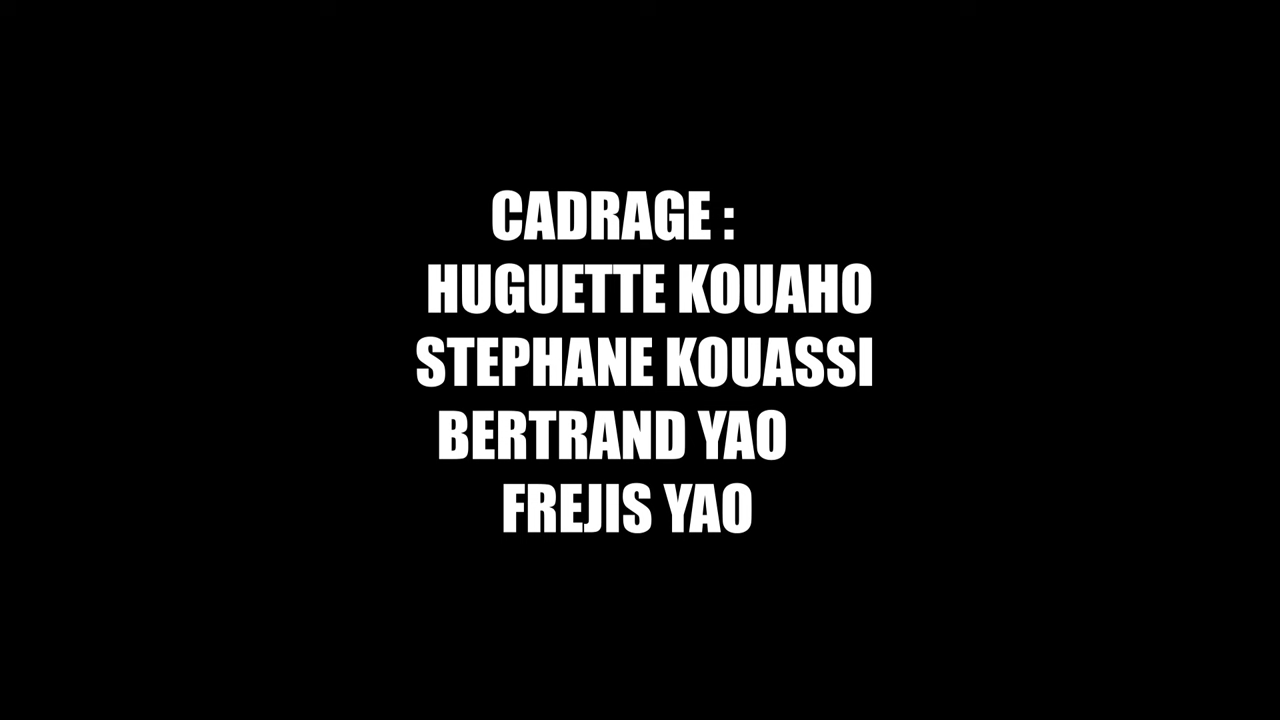 CADRAGE :
HUGUETTE KOUAHO
STEPHANE KOUASSI
BERTRAND YAO
FREJIS YAO